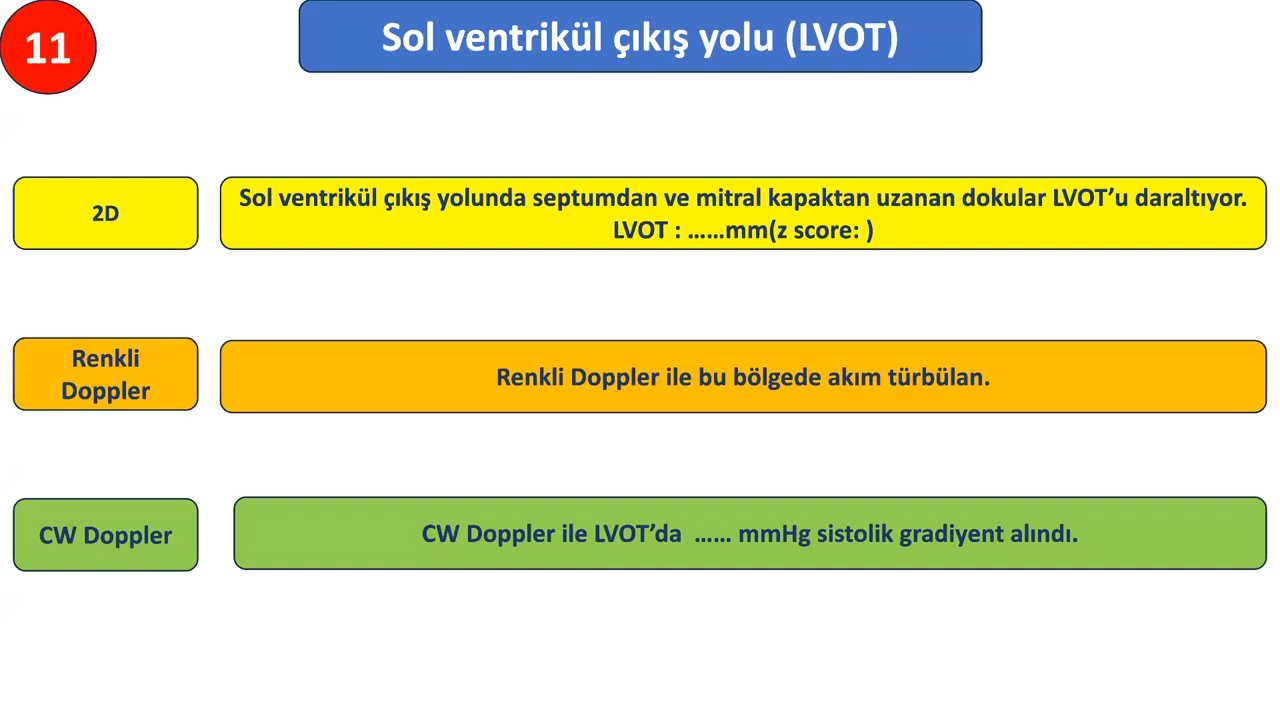 11
Sol ventrikül çıkış yolu (LVOT)
2D
Sol ventrikül çıkış yolunda septumdan ve mitral kapaktan uzanan dokular LVOT’u daraltıyor.
LVOT : ……mm(z score: )
Renkli
Doppler
Renkli Doppler ile bu bölgede akım türbülan.
CW Doppler
CW Doppler ile LVOT’da  …… mmHg sistolik gradiyent alındı.